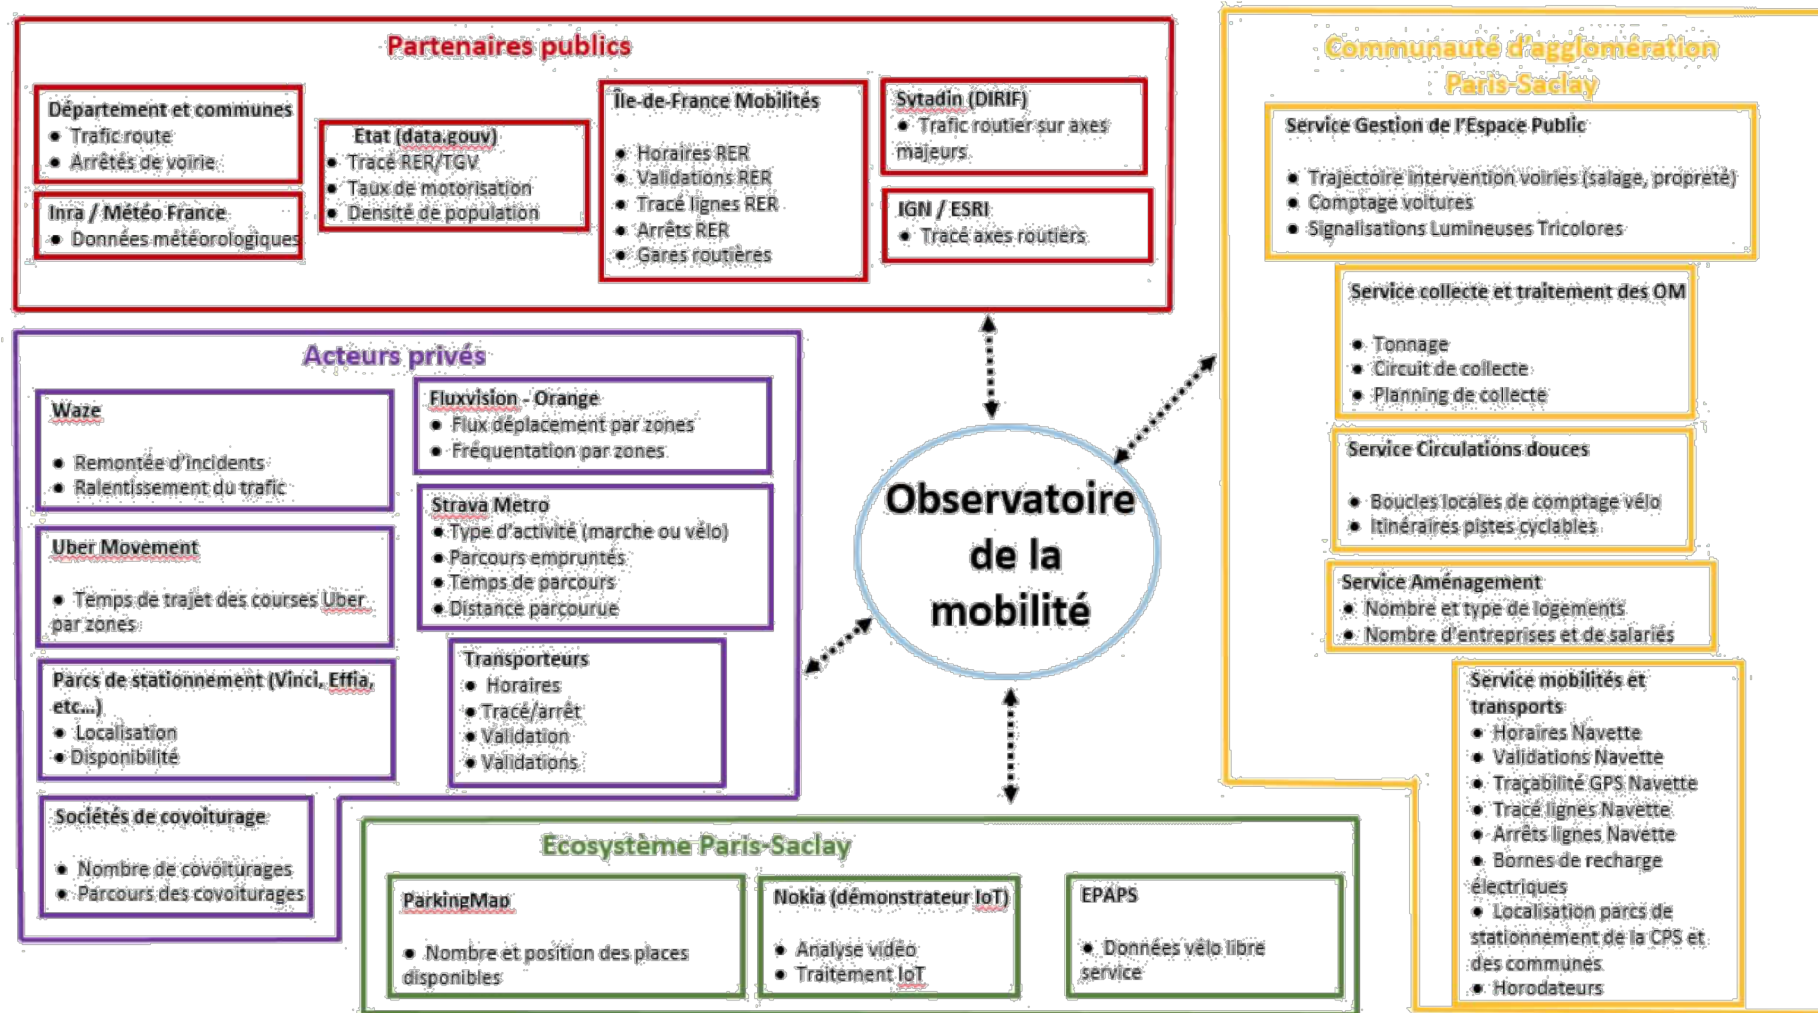 Partenaires publics
Département et communes
● Trafic route
● Arrêtés de voirie
Inra / Météo France
● Données météorologiques
Etat (data.gouv)
● Tracé RER/TGV
● Taux de motorisation
● Densité de population
Île-de-France Mobilités
● Horaires RER
● Validations RER
● Tracé lignes RER
● Arrêts RER
● Gares routières
Sytadin (DIRIF)
● Trafic routier sur axes
majeurs
IGN / ESRI
● Tracé axes routiers
Communauté d'agglomération
Paris-Saclay
Service Gestion de l'Espace Public
● Trajectoire intervention voiries (salage, propreté)
● Comptage voitures
● Signalisations Lumineuses Tricolores
Service collecte et traitement des OM
● Tonnage
● Circuit de collecte
● Planning de collecte
Service Circulations douces
● Boucles locales de comptage vélo
● Itinéraires pistes cyclables
Service Aménagement
● Nombre et type de logements
● Nombre d'entreprises et de salariés
Service mobilités et
transports
● Horaires Navette
● Validations Navette
● Traçabilité GPS Navette
● Tracé lignes Navette
● Arrêts lignes Navette
● Bornes de recharge
électriques
● Localisation parcs de
stationnement de la CPS et
des communes
● Horodateurs
Acteurs privés
Waze
● Remontée d'incidents
● Ralentissement du trafic
Uber Movement
● Temps de trajet des courses Uber
par zones
Parcs de stationnement (Vinci, Effia,
etc...)
● Localisation
● Disponibilité
Sociétés de covoiturage
● Nombre de covoiturages
● Parcours des covoiturages
Fluxvision - Orange
● Flux déplacement par zones
● Fréquentation par zones
Strava Metro
● Type d'activité (marche ou vélo)
● Parcours empruntés
● Temps de parcours
● Distance parcourue
Transporteurs
● Horaires
● Tracé/arrêt
● Validation
● Validations
Observatoire
de la
mobilité
Ecosystème Paris-Saclay
ParkingMap
● Nombre et position des places
disponibles
Nokia (démonstrateur IoT)
● Analyse vidéo
● Traitement IoT
EPAPS
● Données vélo libre
service